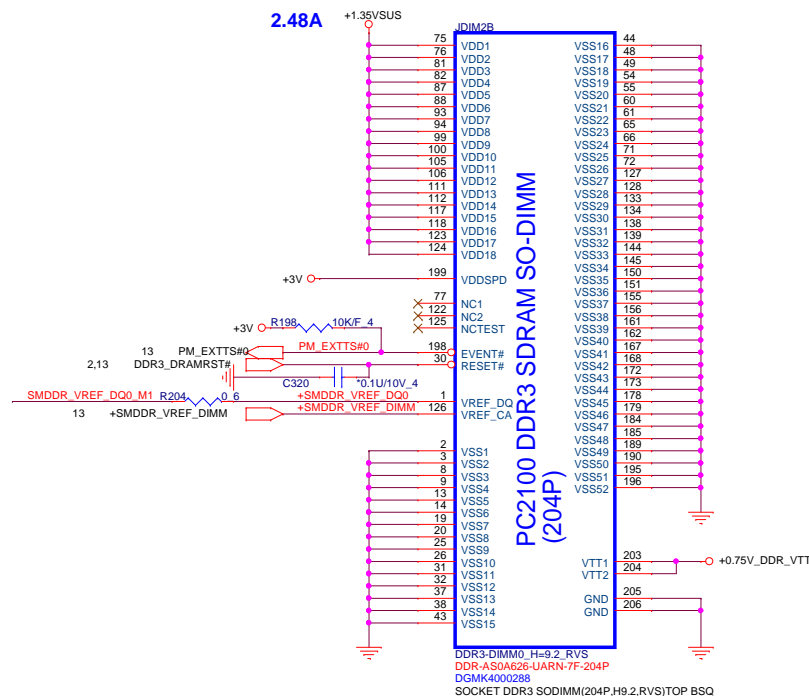 2.48A
+1.35VSUS
JDIM2B
75 VDD1 VSS16 44
76 VDD2 VSS17 48
81 VDD3 VSS18 49
82 VDD4 VSS19 54
87 VDD5 VSS20 55
88 VDD6 VSS21 60
93 VDD7 VSS22 61
94 VDD8 VSS23 65
99 VDD9 VSS24 66
100 VDD10 VSS25 71
105 VDD11 VSS26 72
106 VDD12 VSS27 127
111 VDD13 VSS28 128
112 VDD14 VSS29 133
117 VDD15 VSS30 134
118 VDD16 VSS31 138
123 VDD17 VSS32 139
124 VDD18 VSS33 144
VSS34 145
+3V 199 VDDSPD VSS35 150
VSS36 151
77 NC1 VSS37 155
122 NC2 VSS38 156
125 NCTEST VSS39 161
+3V R198 10K/F_4 VSS40 162
13 PM_EXTTS#0 PM_EXTTS#0 198 EVENT# VSS41 167
2,13 DDR3_DRAMRST# 30 RESET# VSS42 168
VSS43 172
C320 *0.1U/10V_4 VSS44 173
SMDDR_VREF_DQ0_M1 R204 0_6 +SMDDR_VREF_DQ0 1 VREF_DQ VSS45 178
13 +SMDDR_VREF_DIMM +SMDDR_VREF_DIMM 126 VREF_CA VSS46 179
VSS47 184
VSS48 185
2 VSS1 VSS49 189
3 VSS2 VSS50 190
8 VSS3 VSS51 195
9 VSS4 VSS52 196
13 VSS5
14 VSS6
19 VSS7
20 VSS8
25 VSS9
26 VSS10 VTT1 203 +0.75V_DDR_VTT
31 VSS11 VTT2 204
32 VSS12
37 VSS13 GND 205
38 VSS14 GND 206
43 VSS15
PC2100 DDR3 SDRAM SO-DIMM
(204P)
DDR3-DIMM0_H=9.2_RVS
DDR-AS0A626-UARN-7F-204P
DGMK4000288
SOCKET DDR3 SODIMM(204P,H9.2,RVS)TOP BSQ